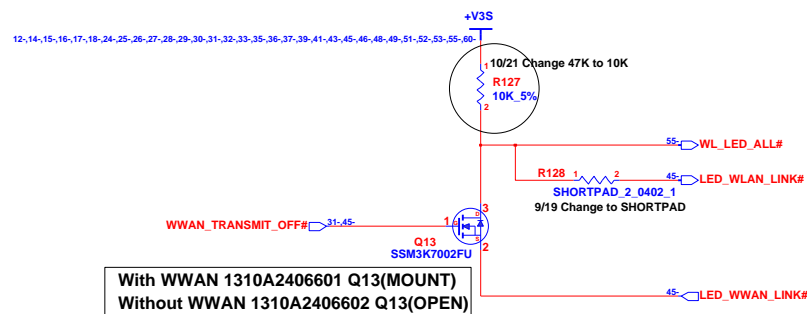 +V3S
12-,14-,15-,16-,17-,18-,24-,25-,26-,27-,28-,29-,30-,31-,32-,33-,35-,36-,37-,39-,41-,43-,45-,46-,48-,49-,51-,52-,53-,55-,60-
1
10/21 Change 47K to 10K
R127
10K_5%
2
55-
WL_LED_ALL#
R128
1
2
45-
LED_WLAN_LINK#
SHORTPAD_2_0402_1
9/19 Change to SHORTPAD
3
WWAN_TRANSMIT_OFF#
31-,45-
1
G
D
S
Q13
2
SSM3K7002FU
With WWAN 1310A2406601 Q13(MOUNT)
Without WWAN 1310A2406602 Q13(OPEN)
45-
LED_WWAN_LINK#